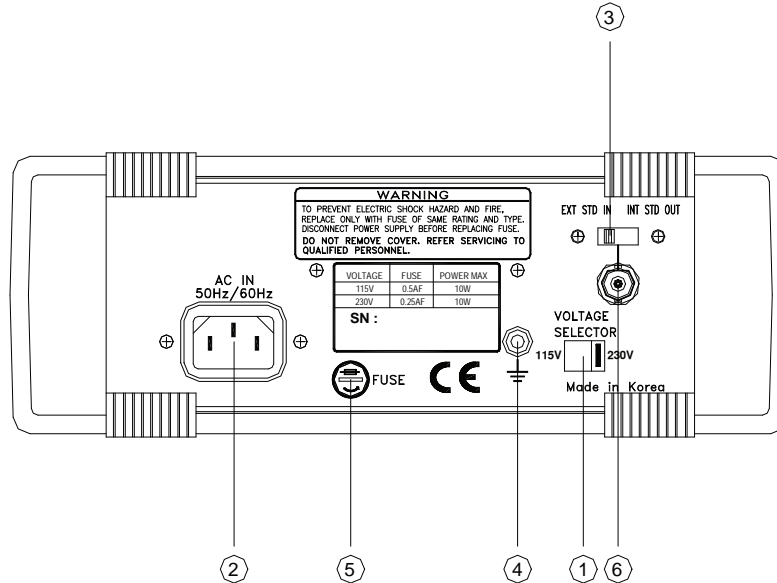 3
WARNING
TO PREVENT ELECTRIC SHOCK HAZARD AND FIRE,
REPLACE ONLY WITH FUSE OF SAME RATING AND TYPE.
DISCONNECT POWER SUPPLY BEFORE REPLACING FUSE.
DO NOT REMOVE COVER. REFER SERVICING TO
QUALIFIED PERSONNEL.
EXT STD IN INT STD OUT
AC IN
50Hz/60Hz
VOLTAGE FUSE POWER MAX
115V 0.5AF 10W
230V 0.25AF 10W
SN :
VOLTAGE
SELECTOR
115V 230V
FUSE
CE
Made in Korea
2 5 4 1 6